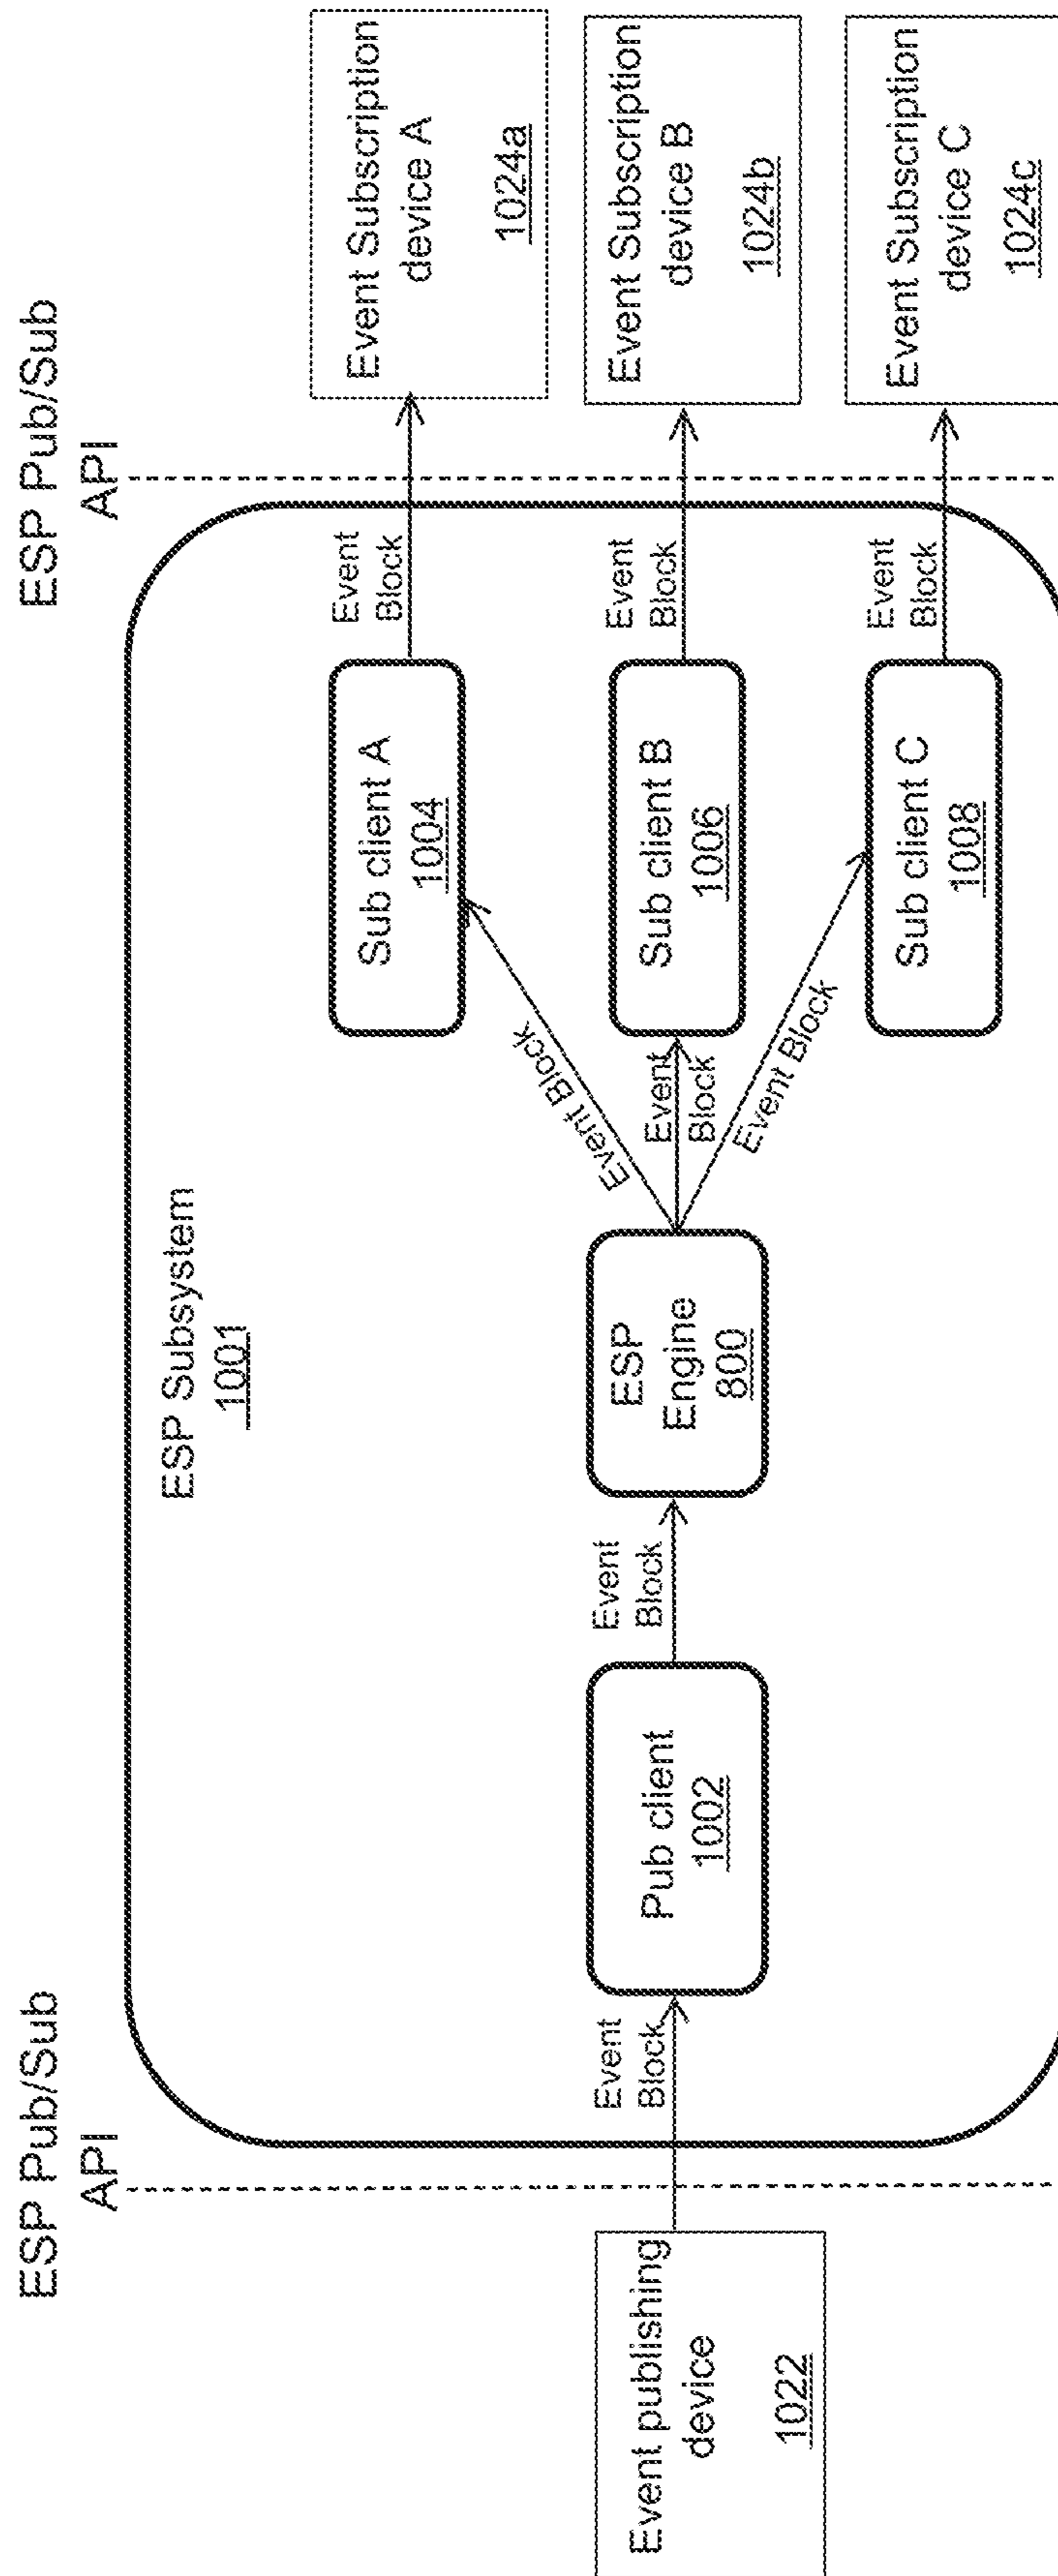 ESP Pub/Sub
API
ESP Pub/Sub
API
ESP Subsystem
1001
Event publishing
device
1022
Event
Block
Pub client
1002
Event
Block
ESP
Engine
800
Event Block
Event
Block
Event Block
Sub client A
1004
Sub client B
1006
Sub client C
1008
Event
Block
Event
Block
Event
Block
Event Subscription
device A
1024a
Event Subscription
device B
1024b
Event Subscription
device C
1024c